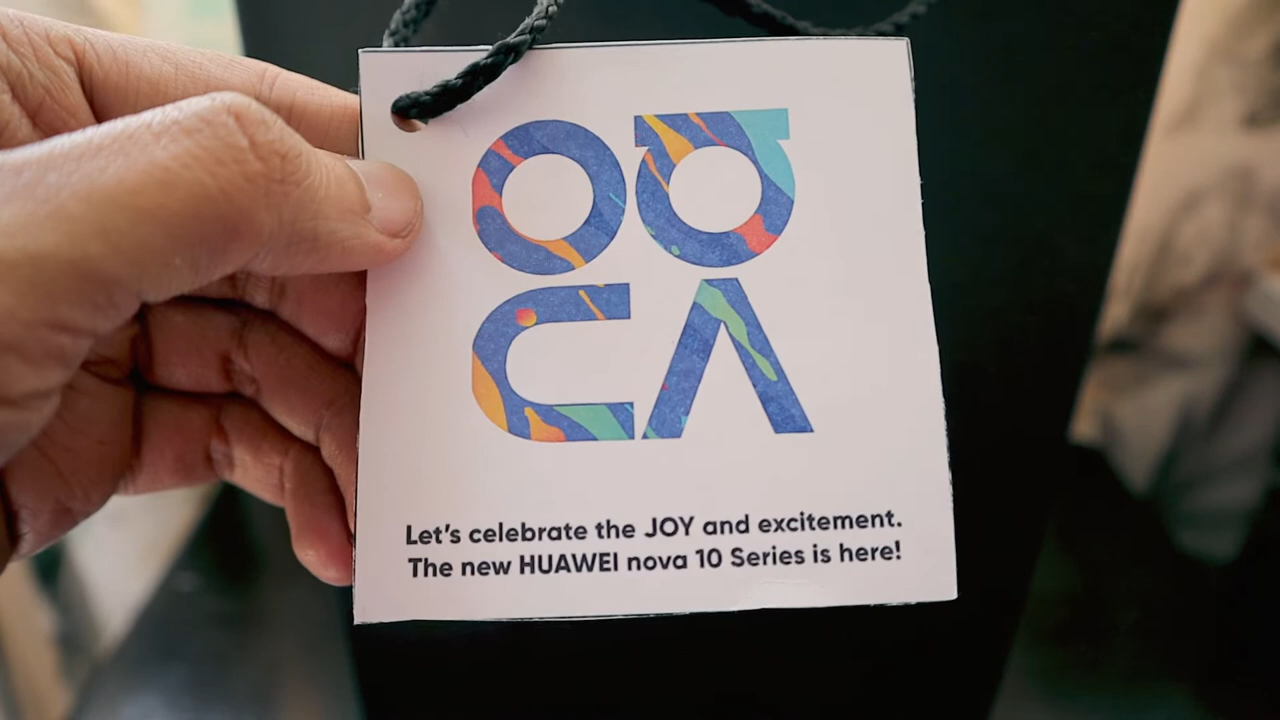 Let's celebrate the JOY and excitement.
The new HUAWEI nova 10 Series is here!